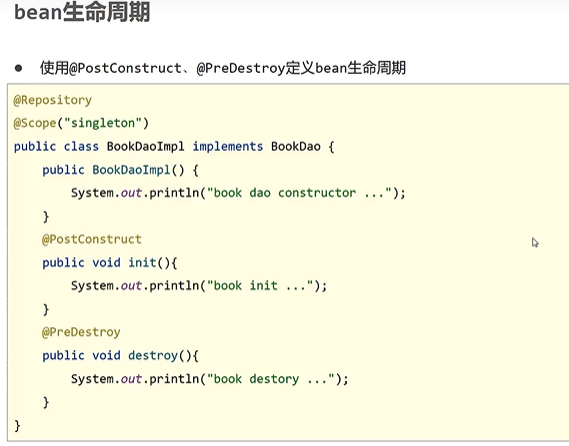 bean生命周期
● 使用@PostConstruct、@PreDestroy定义bean生命周期
@Repository
@Scope("singleton")
public class BookDaoImpl implements BookDao {
    public BookDaoImpl() {
        System.out.println("book dao constructor ...");
    }
    @PostConstruct
    public void init(){
        System.out.println("book init ...");
    }
    @PreDestroy
    public void destroy(){
        System.out.println("book destory ...");
    }
}